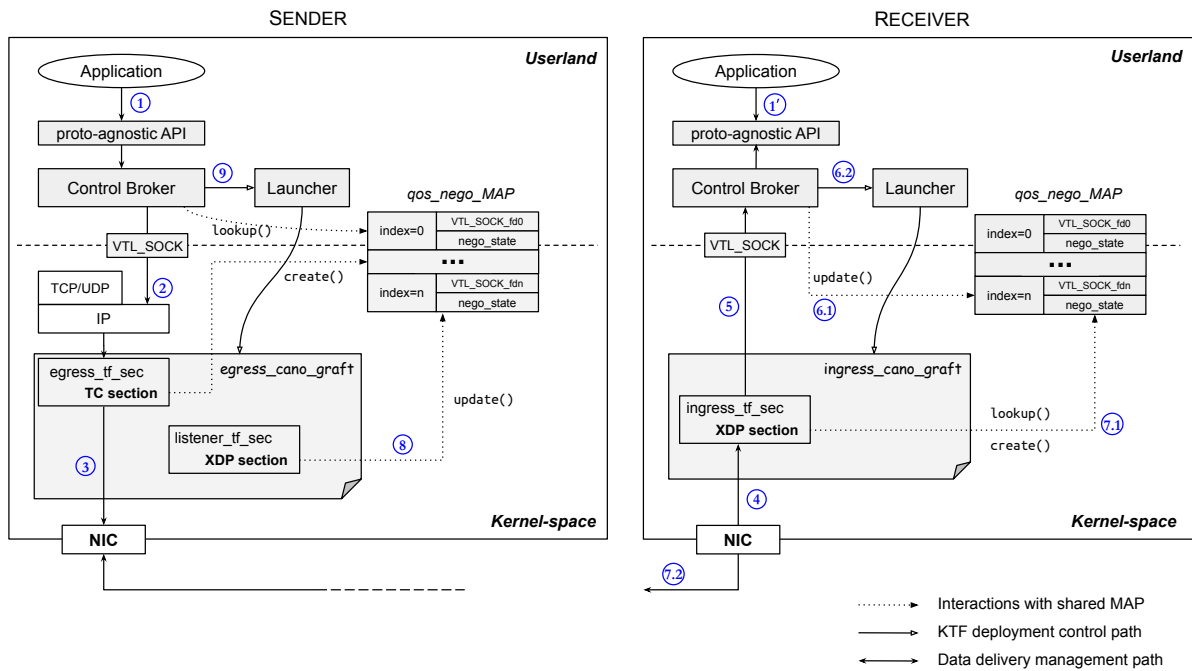 SENDER
Userland
Application
1
proto-agnostic API
9
Control Broker
Launcher
qos_nego_MAP
lookup()
index=0
VTL_SOCK_fd0
nego_state
VTL_SOCK
...
create()
index=n
VTL_SOCK_fdn
nego_state
TCP/UDP
2
IP
egress_tf_sec
TC section
egress_cano_graft
update()
listener_tf_sec
XDP section
8
3
Kernel-space
NIC
RECEIVER
Userland
Application
1'
proto-agnostic API
Control Broker
6.2
Launcher
qos_nego_MAP
index=0
VTL_SOCK_fd0
nego_state
VTL_SOCK
...
update()
index=n
VTL_SOCK_fdn
nego_state
5
6.1
ingress_cano_graft
ingress_tf_sec
XDP section
lookup()
7.1
create()
4
Kernel-space
NIC
7.2
Interactions with shared MAP
KTF deployment control path
Data delivery management path